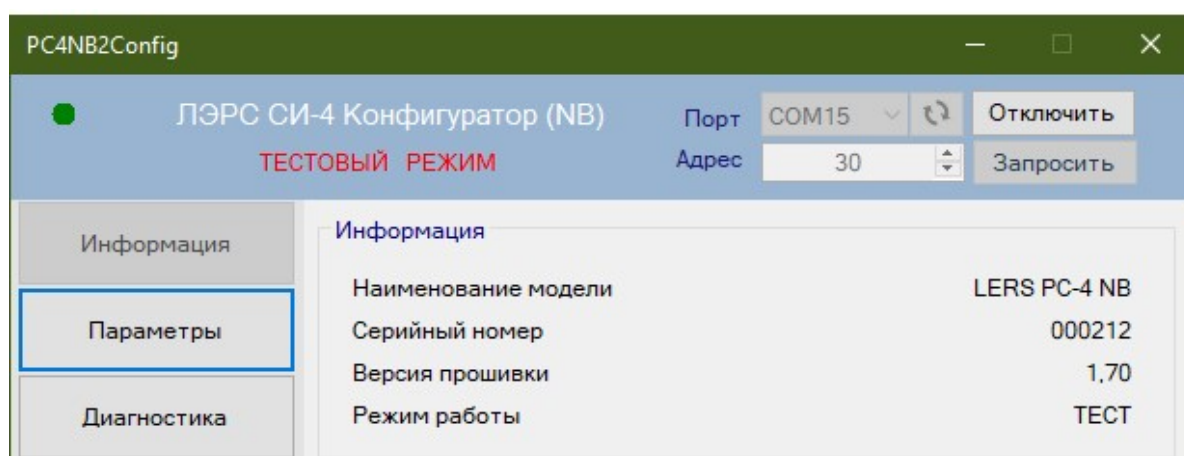 PC4NB2Config
ЛЭРС СИ-4 Конфигуратор (NB)
ТЕСТОВЫЙ РЕЖИМ
Порт COM15 Отключить
Адрес 30 Запросить
Информация
Параметры
Диагностика
Информация
Наименование модели LERS PC-4 NB
Серийный номер 000212
Версия прошивки 1,70
Режим работы ТЕСТ